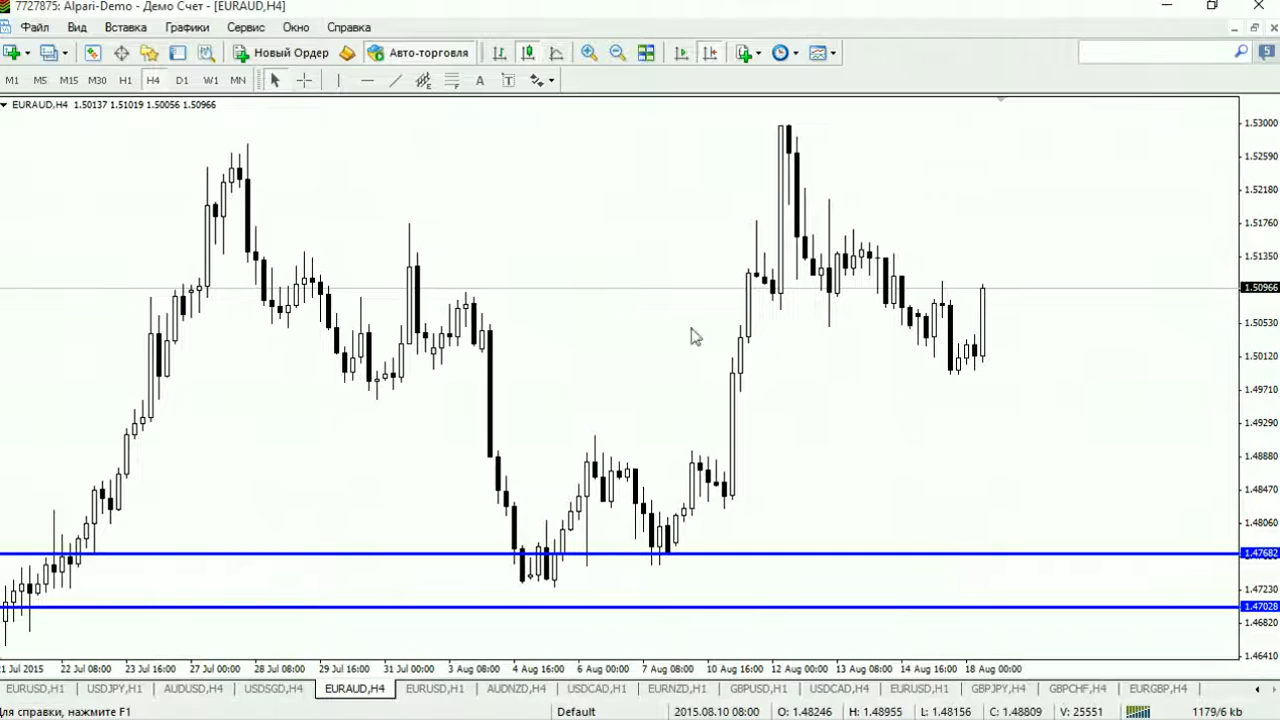 7727875: Alpari-Demo - Демо Счет - [EURAUD,H4]
Файл Вид Вставка Графики Сервис Окно Справка
Новый Ордер Авто-торговля 5
M1 M5 M15 M30 H1 H4 D1 W1 MN A T
EURAUD,H4 1.50137 1.51019 1.50056 1.50966
1.53000
1.52590
1.52180
1.51760
1.51350
1.50966
1.50530
1.50120
1.49710
1.49290
1.48880
1.48470
1.48060
1.47682
1.47230
1.47028
1.46820
1.46410
21 Jul 2015 22 Jul 08:00 23 Jul 16:00 27 Jul 00:00 28 Jul 08:00 29 Jul 16:00 31 Jul 00:00 3 Aug 08:00 4 Aug 16:00 6 Aug 00:00 7 Aug 08:00 10 Aug 16:00 12 Aug 00:00 13 Aug 08:00 14 Aug 16:00 18 Aug 00:00
EURUSD,H1 USDJPY,H1 AUDUSD,H4 USDSGD,H4 EURAUD,H4 EURUSD,H1 AUDNZD,H4 USDCAD,H1 EURNZD,H1 GBPUSD,H1 USDCAD,H4 EURUSD,H1 GBPJPY,H4 GBPCHF,H4 EURGBP,H4
Для справки, нажмите F1 Default 2015.08.10 08:00 O: 1.48246 H: 1.48955 L: 1.48156 C: 1.48809 V: 25551 1179/6 kb